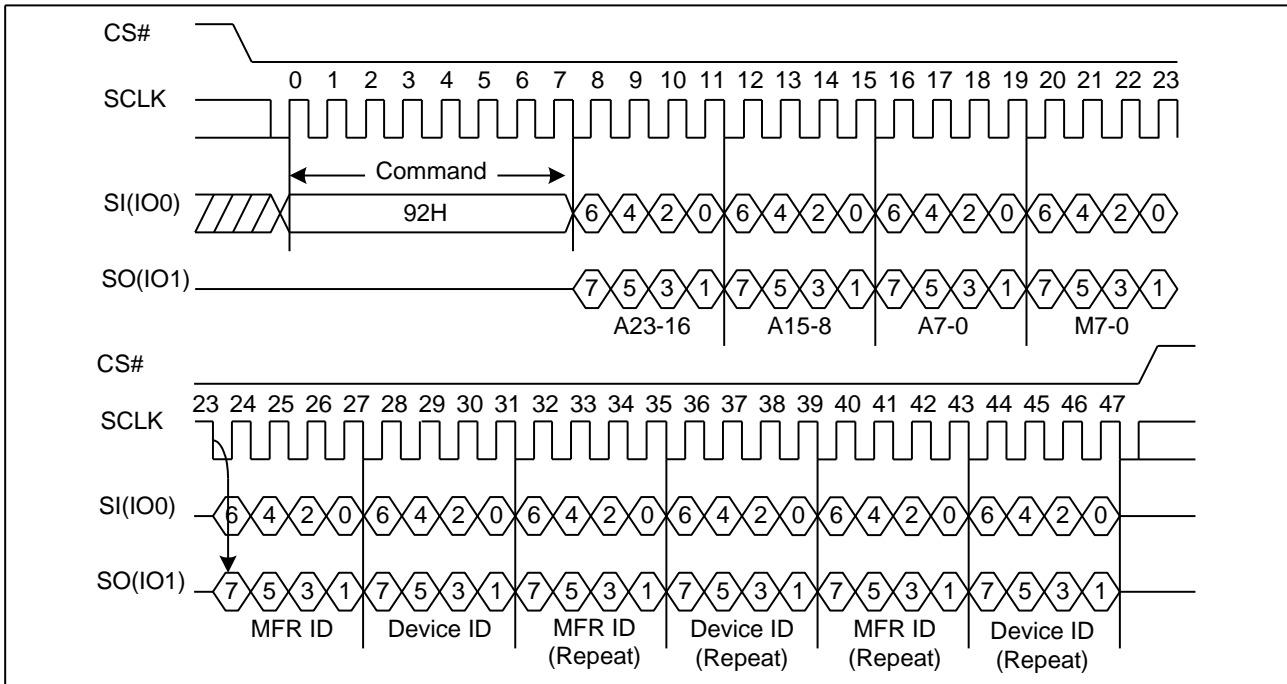 CS#
0 1 2 3 4 5 6 7 8 9 10 11 12 13 14 15 16 17 18 19 20 21 22 23
SCLK
Command
SI(IO0)
92H 6 4 2 0 6 4 2 0 6 4 2 0 6 4 2 0
SO(IO1)
7 5 3 1 7 5 3 1 7 5 3 1 7 5 3 1
A23-16 A15-8 A7-0 M7-0
CS#
23 24 25 26 27 28 29 30 31 32 33 34 35 36 37 38 39 40 41 42 43 44 45 46 47
SCLK
SI(IO0)
6 4 2 0 6 4 2 0 6 4 2 0 6 4 2 0 6 4 2 0 6 4 2 0
SO(IO1)
7 5 3 1 7 5 3 1 7 5 3 1 7 5 3 1 7 5 3 1 7 5 3 1
MFR ID Device ID MFR ID Device ID MFR ID Device ID
(Repeat) (Repeat) (Repeat) (Repeat)